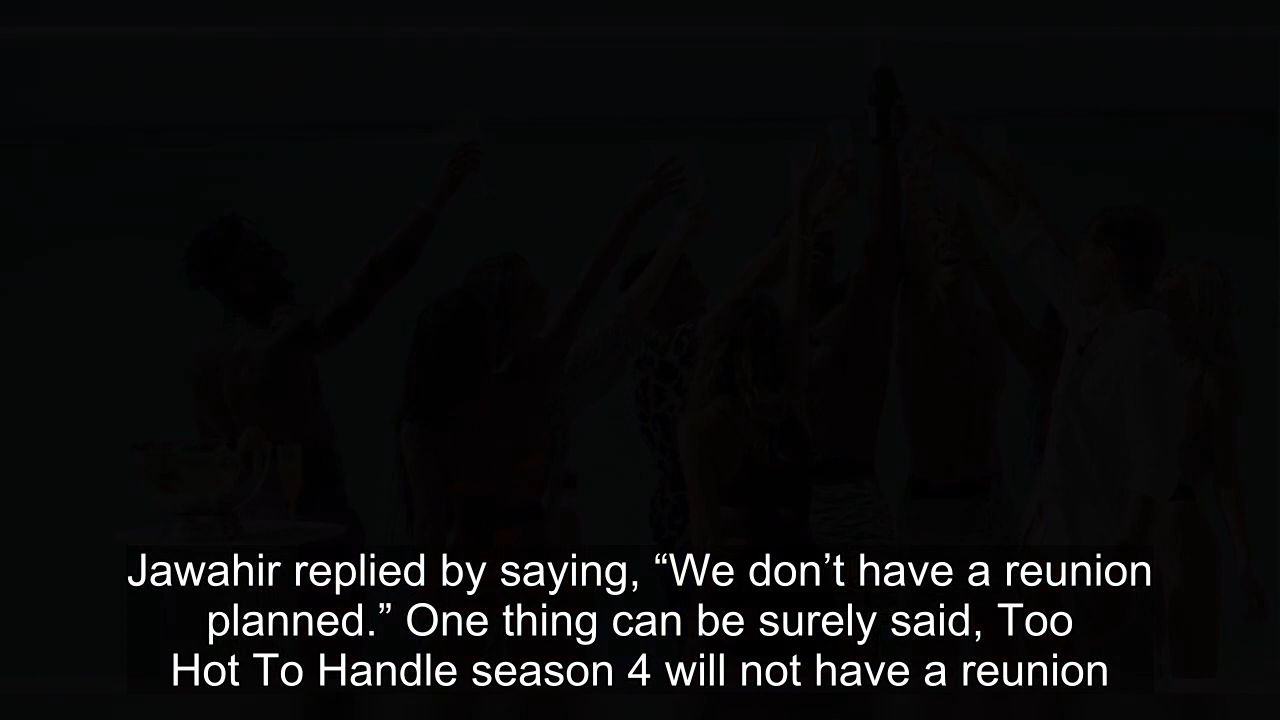 Jawahir replied by saying, “We don’t have a reunion
planned.” One thing can be surely said, Too
Hot To Handle season 4 will not have a reunion